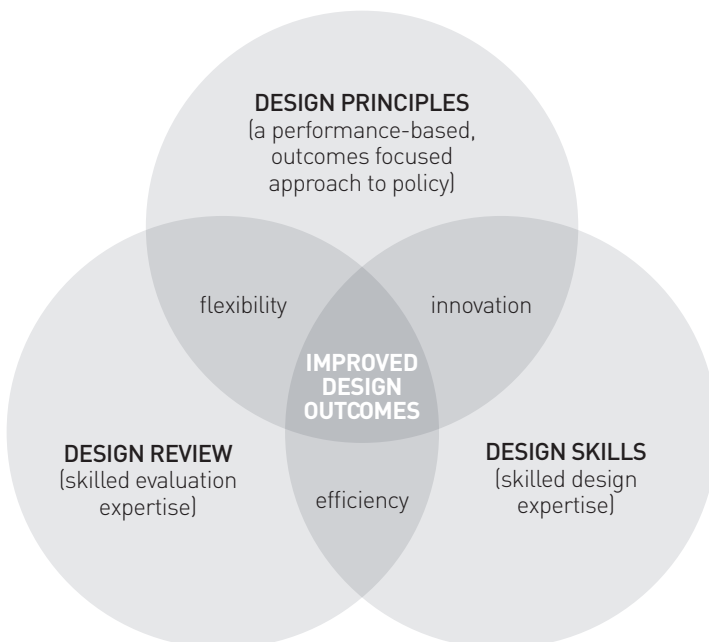 DESIGN PRINCIPLES
(a performance-based,
outcomes focused
approach to policy)
flexibility
innovation
IMPROVED
DESIGN
OUTCOMES
DESIGN REVIEW
(skilled evaluation
expertise)
DESIGN SKILLS
(skilled design
expertise)
efficiency